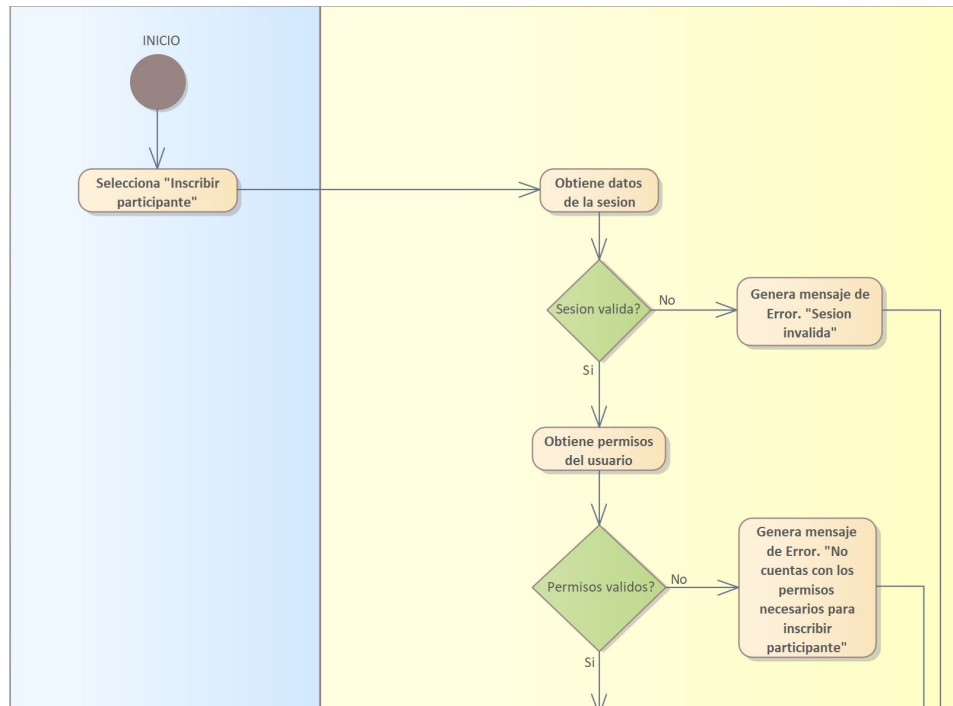 INICIO
Selecciona "Inscribir
participante"
Obtiene datos
de la sesion
Sesion valida?
No
Genera mensaje de
Error. "Sesion
invalida"
Si
Obtiene permisos
del usuario
Permisos validos?
No
Genera mensaje
de Error. "No
cuentas con los
permisos
necesarios para
inscribir
participante"
Si